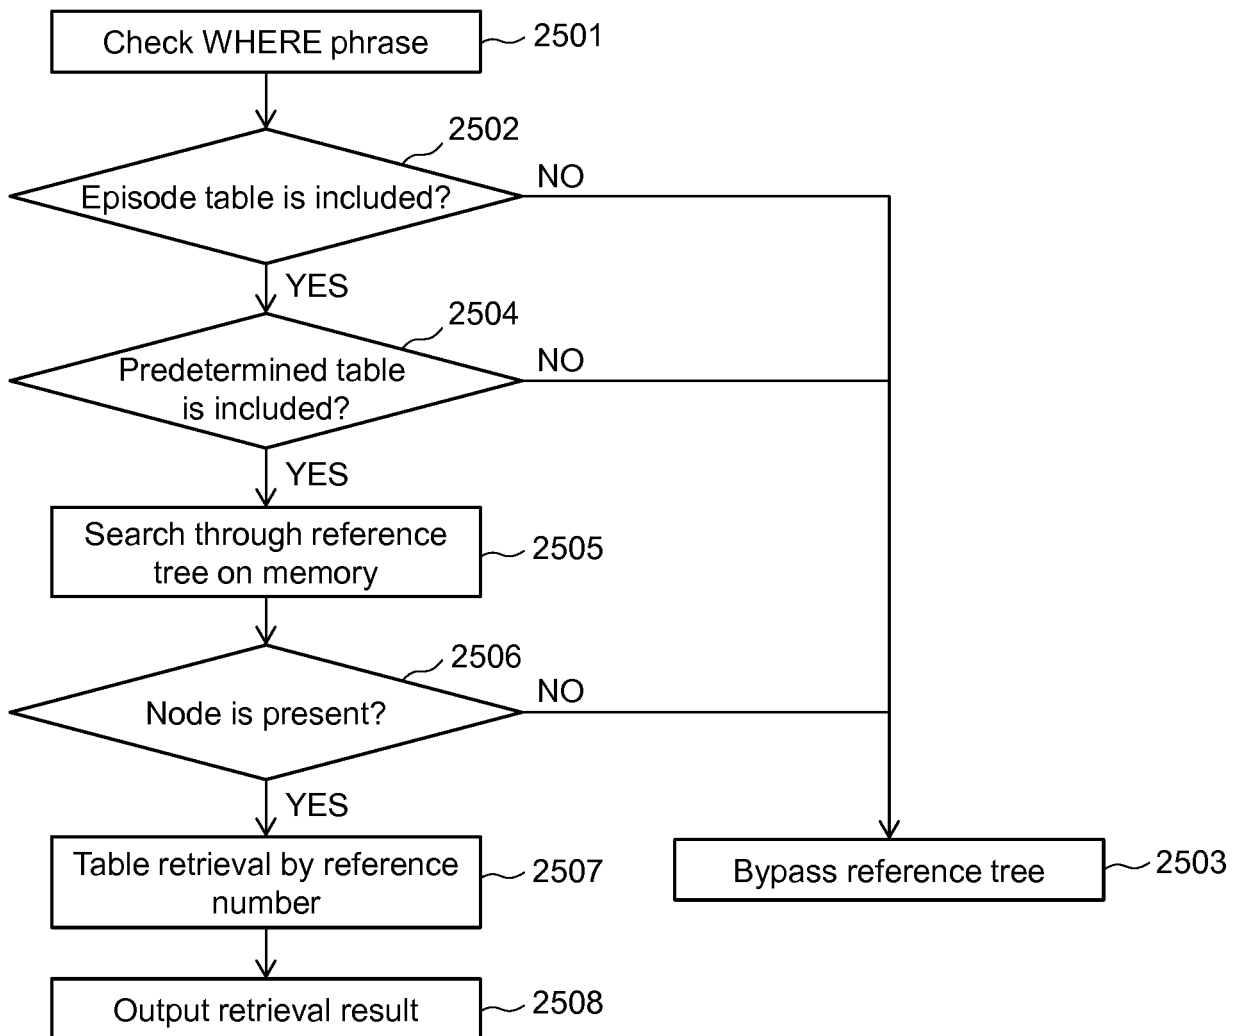 Check WHERE phrase
2501
2502
Episode table is included?
NO
YES
2504
Predetermined table
is included?
NO
YES
Search through reference
tree on memory
2505
2506
Node is present?
NO
YES
Table retrieval by reference
number
2507
Bypass reference tree
2503
Output retrieval result
2508